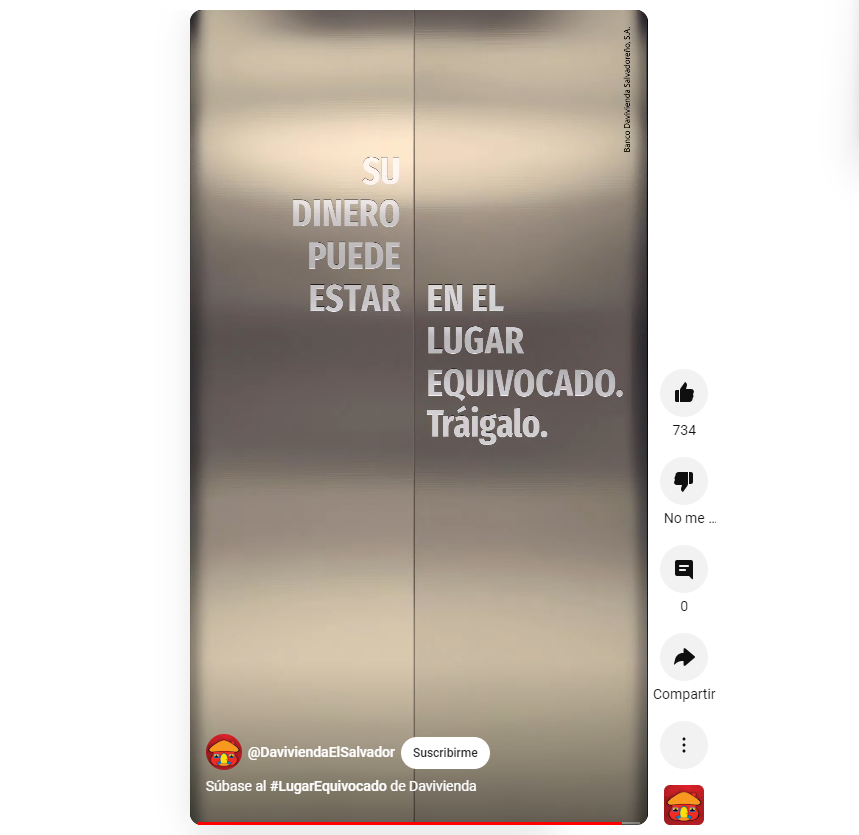 Banco Davivienda Salvadoreño, S.A.
SU
DINERO
PUEDE
ESTAR
EN EL
LUGAR
EQUIVOCADO.
Tráigalo.
734
No me ...
0
Compartir
@DaviviendaElSalvador Suscribirme
Súbase al #LugarEquivocado de Davivienda